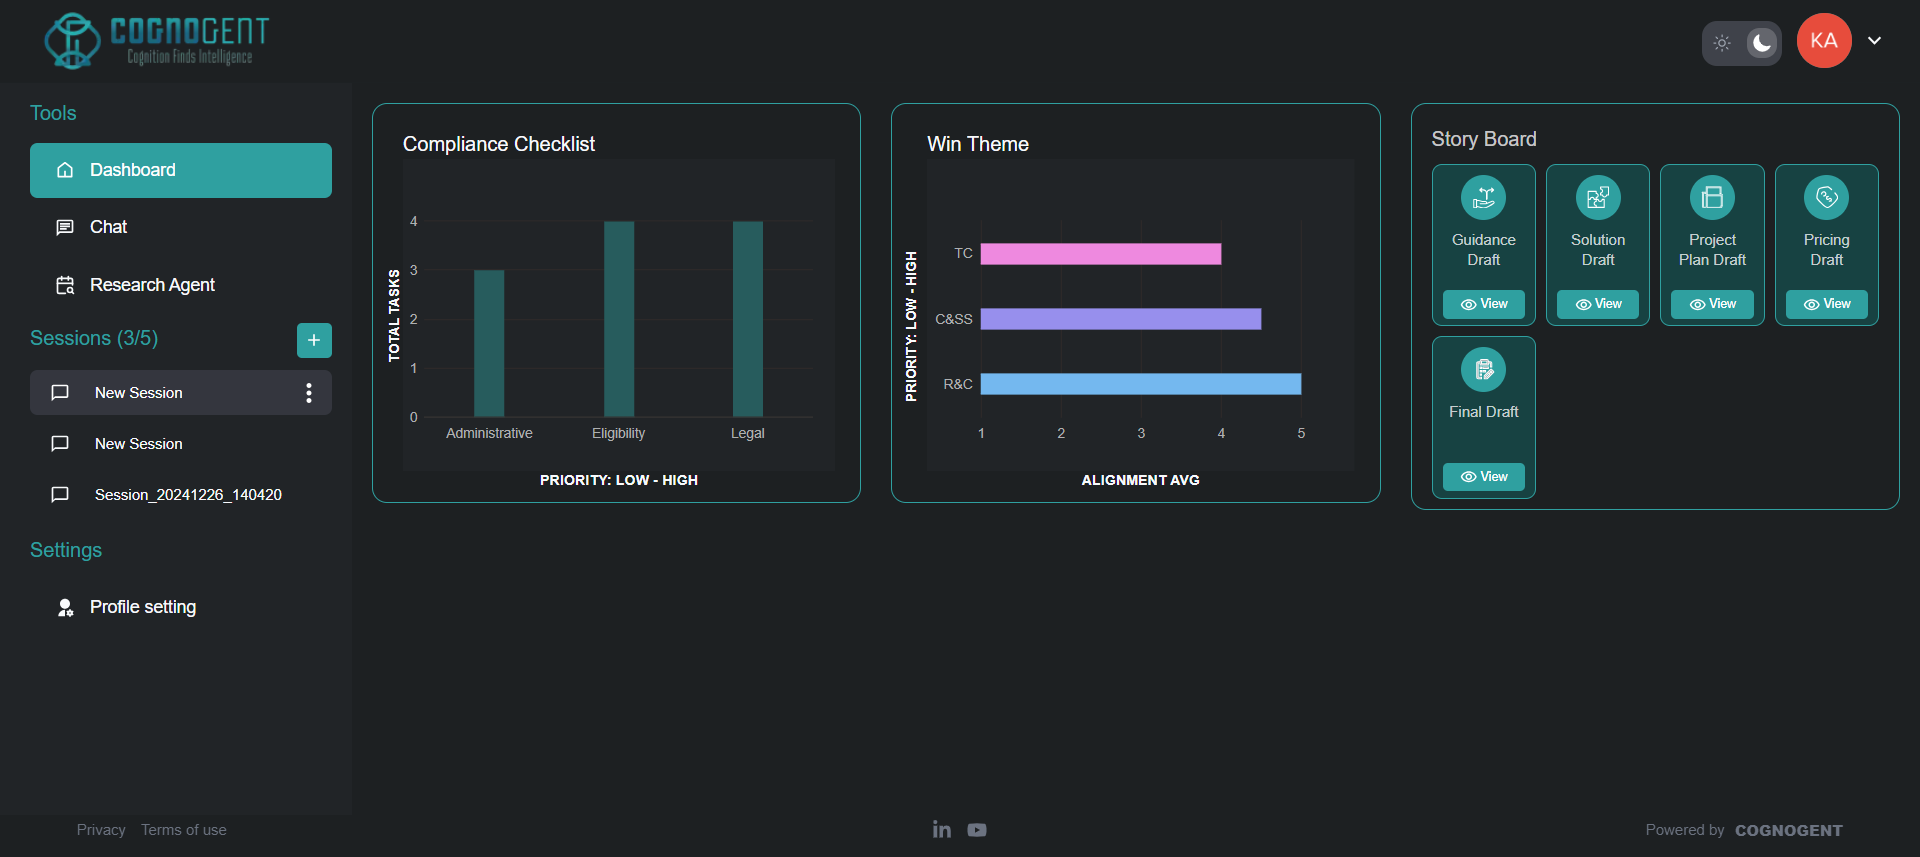 COGNOGENT
Cognition Finds Intelligence
KA
Tools
Dashboard
Chat
Research Agent
Sessions (3/5)
+
New Session
New Session
Session_20241226_140420
Settings
Profile setting
Compliance Checklist
TOTAL TASKS
4
3
2
1
0
Administrative Eligibility Legal
PRIORITY: LOW - HIGH
Win Theme
PRIORITY: LOW - HIGH
TC
C&SS
R&C
1 2 3 4 5
ALIGNMENT AVG
Story Board
Guidance
Draft
View
Solution
Draft
View
Project
Plan Draft
View
Pricing
Draft
View
Final Draft
View
Privacy Terms of use
in
Powered by COGNOGENT